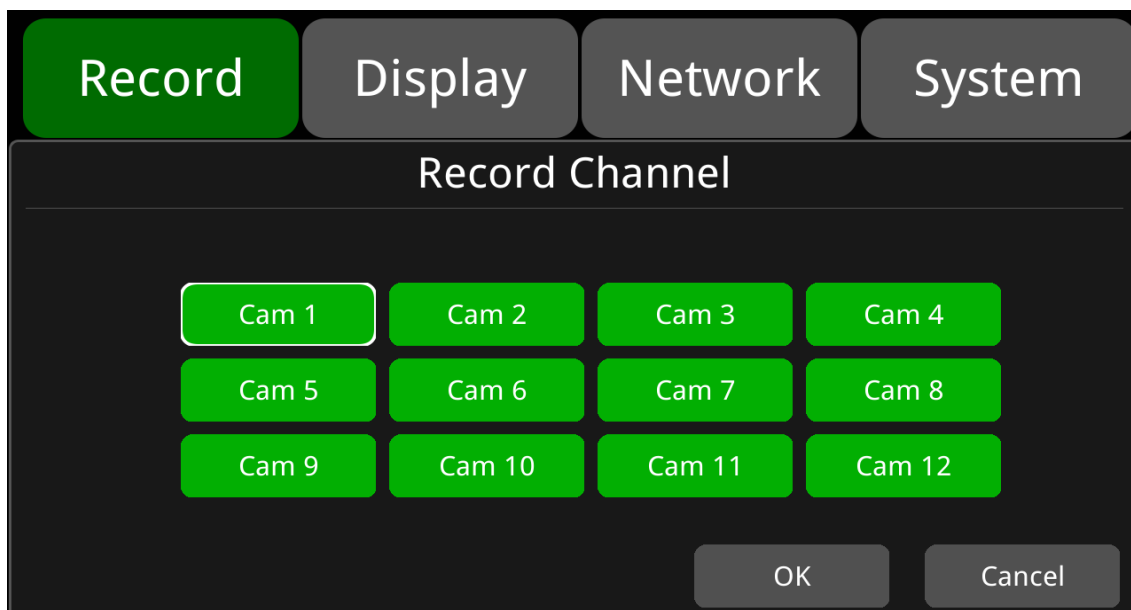 Record Display Network System
Record Channel
Cam 1 Cam 2 Cam 3 Cam 4
Cam 5 Cam 6 Cam 7 Cam 8
Cam 9 Cam 10 Cam 11 Cam 12
OK Cancel